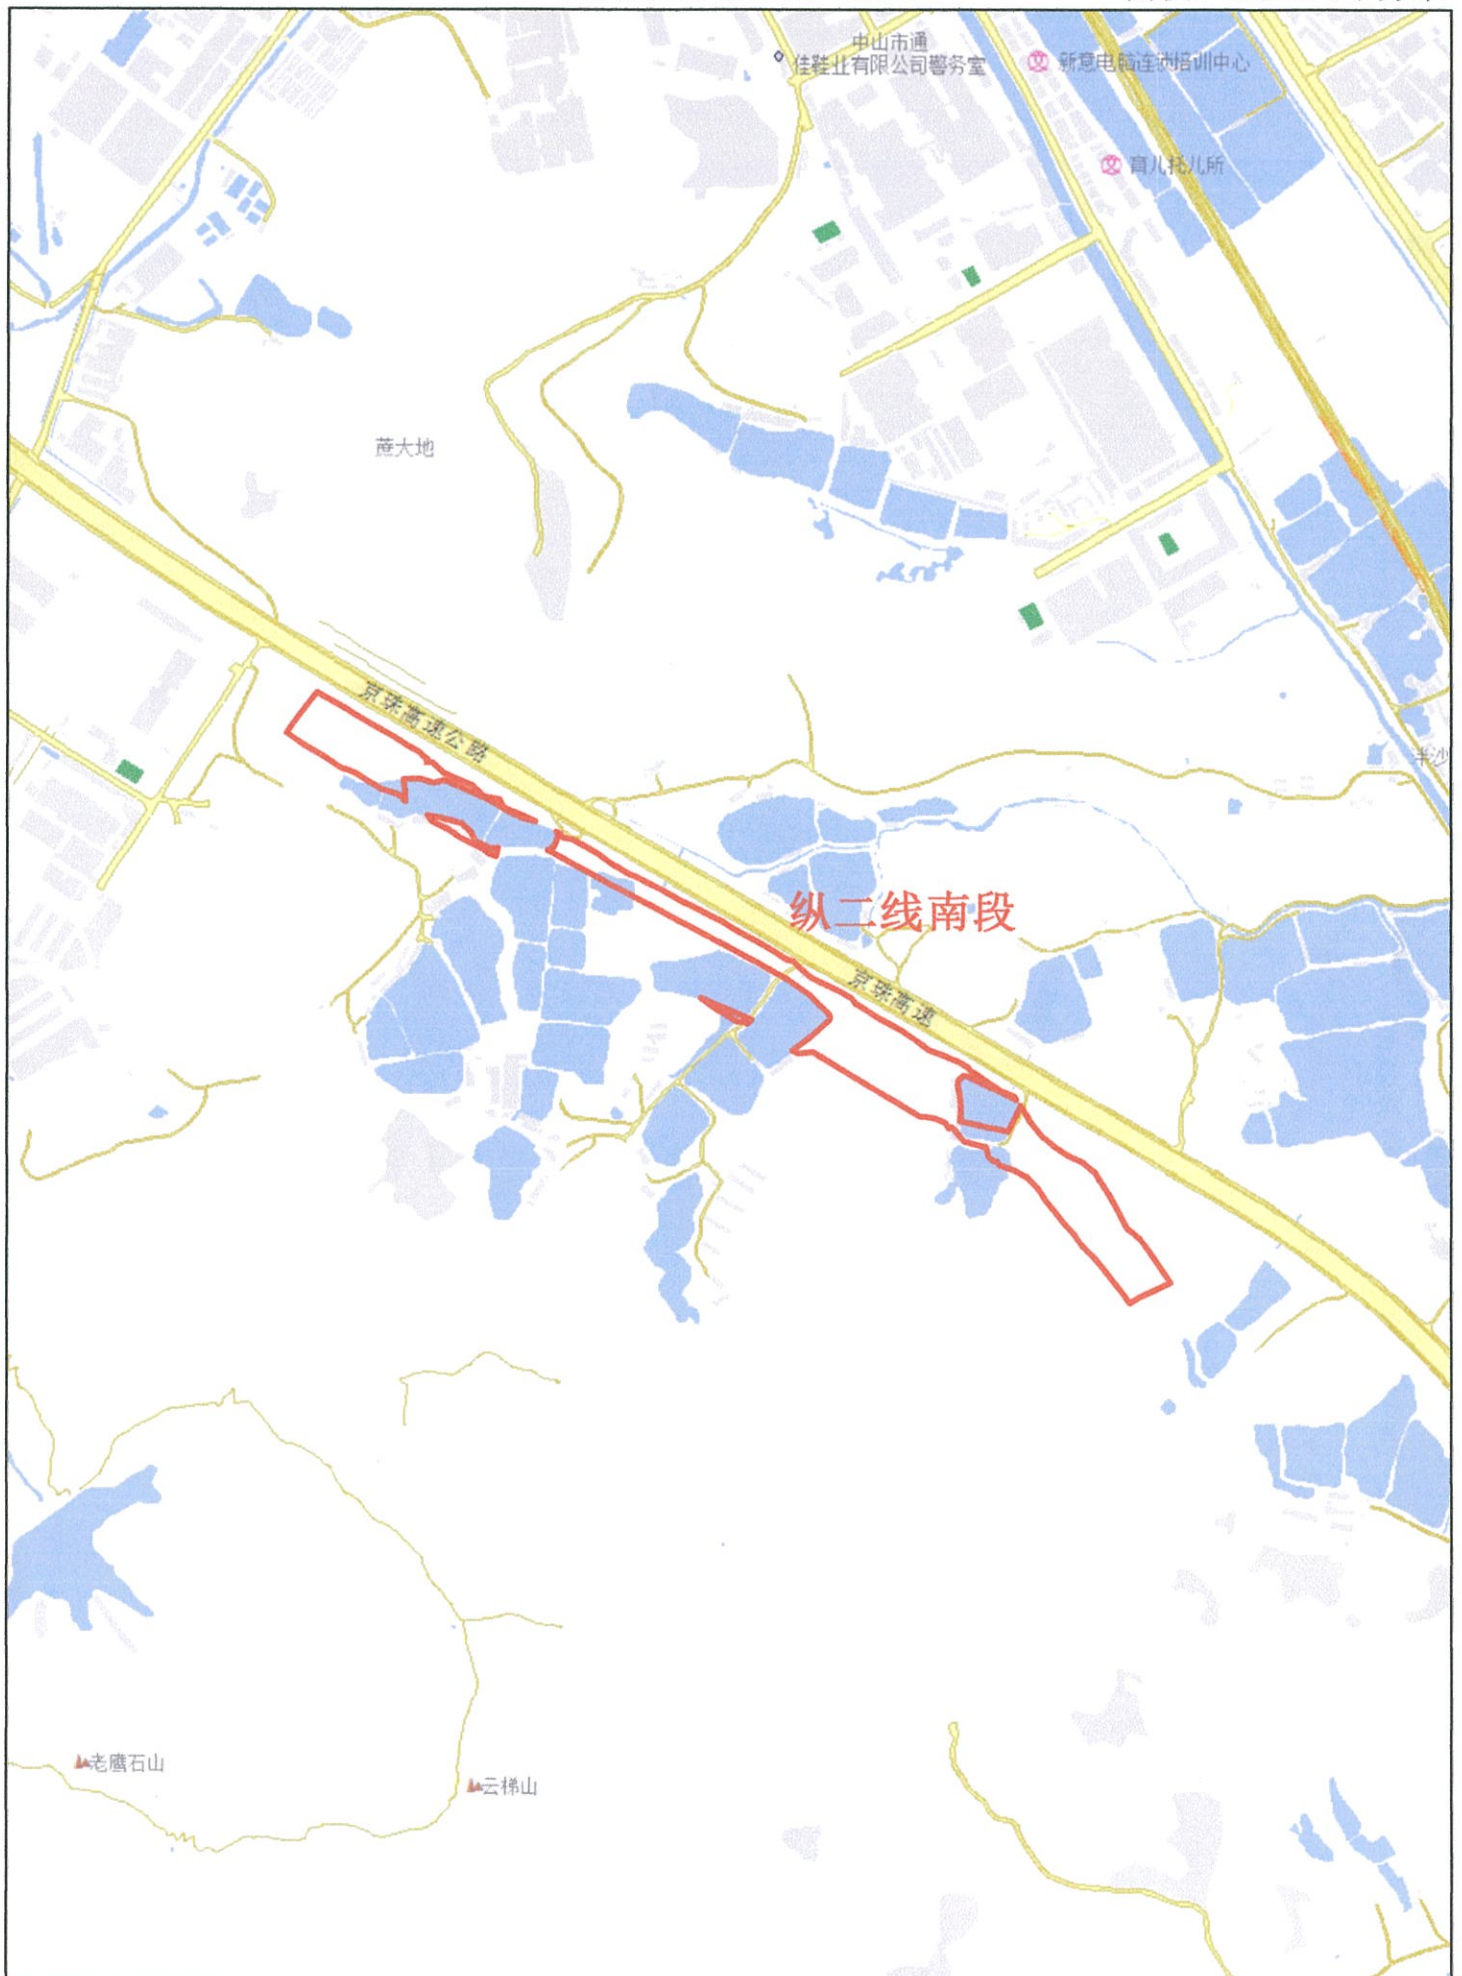 中山市通
佳鞋业有限公司警务室
新意电脑连锁培训中心
育儿托儿所
蔗大地
京珠高速公路
半沙
纵二线南段
京珠高速
老鹰石山
云梯山